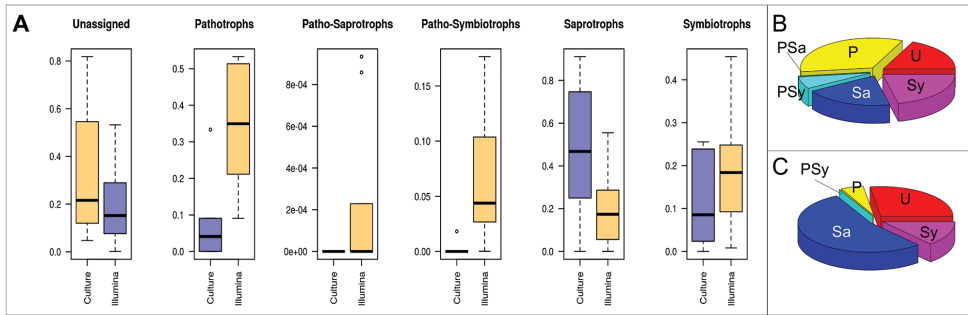 A
Unassigned
0.0
0.2
0.4
0.6
0.8
Culture
Illumina
Pathotrophs
0.0
0.1
0.2
0.3
0.4
0.5
Culture
Illumina
Patho-Saprotrophs
0e+00
2e-04
4e-04
6e-04
8e-04
Culture
Illumina
Patho-Symbiotrophs
0.00
0.05
0.10
0.15
Culture
Illumina
Saprotrophs
0.0
0.2
0.4
0.6
0.8
Culture
Illumina
Symbiotrophs
0.0
0.1
0.2
0.3
0.4
Culture
Illumina
B
PSa
P
U
PSy
Sa
Sy
C
PSy
P
U
Sa
Sy